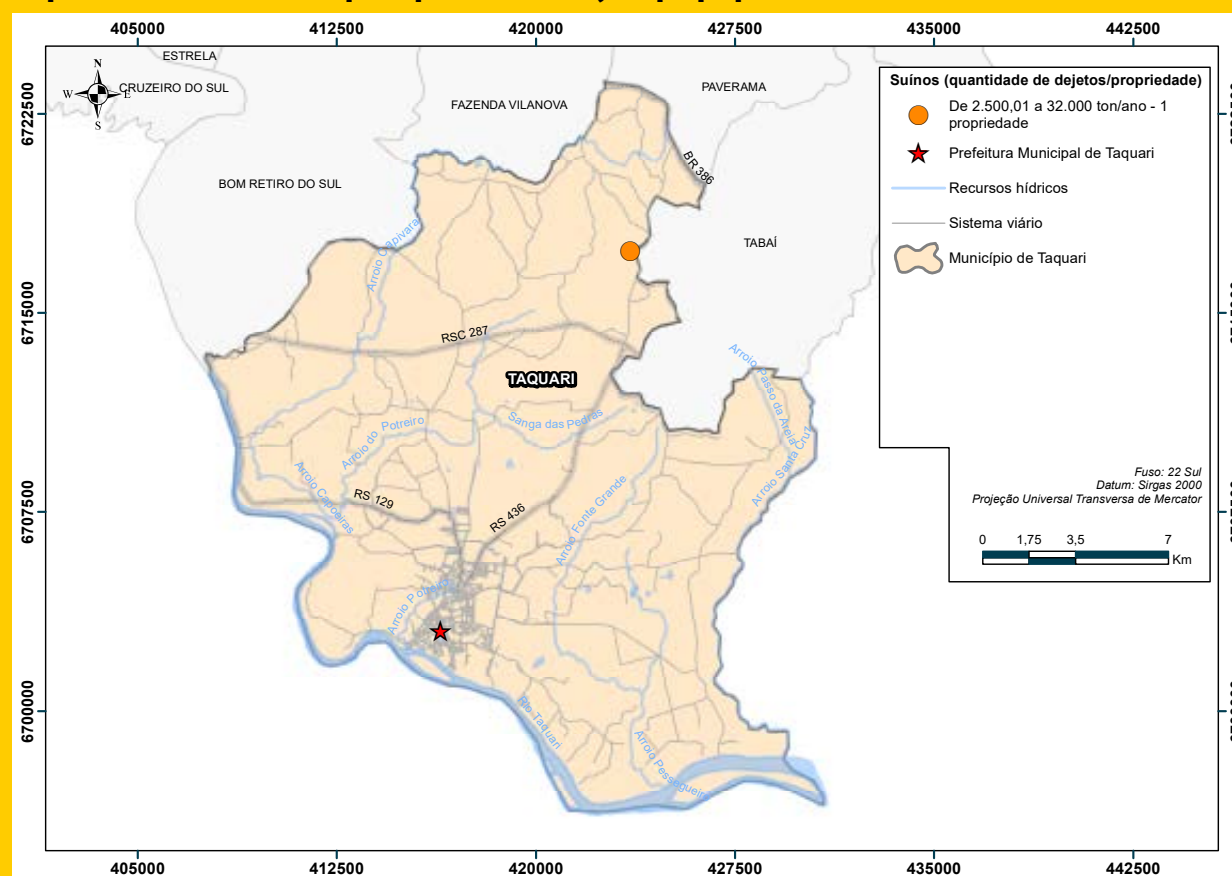 405000
412500
420000
427500
435000
442500
ESTRELA
CRUZEIRO DO SUL
N
W
E
S
FAZENDA VILANOVA
PAVERAMA
BOM RETIRO DO SUL
BR 386
TABAÍ
Arroio Capivara
RSC 287
TAQUARI
Arroio Passo da Areia
Arroio do Potreiro
Sanga das Pedras
Arroio Santa Cruz
Arroio Capoeiras
RS 129
RS 436
Arroio Fonte Grande
Arroio Potreiro
Rio Taquari
Arroio Pessegueiro
6722500
6715000
6707500
6700000
Suínos (quantidade de dejetos/propriedade)
De 2.500,01 a 32.000 ton/ano - 1
propriedade
Prefeitura Municipal de Taquari
Recursos hídricos
Sistema viário
Município de Taquari
Fuso: 22 Sul
Datum: Sirgas 2000
Projeção Universal Transversa de Mercator
0 1,75 3,5 7
Km
405000
412500
420000
427500
435000
442500